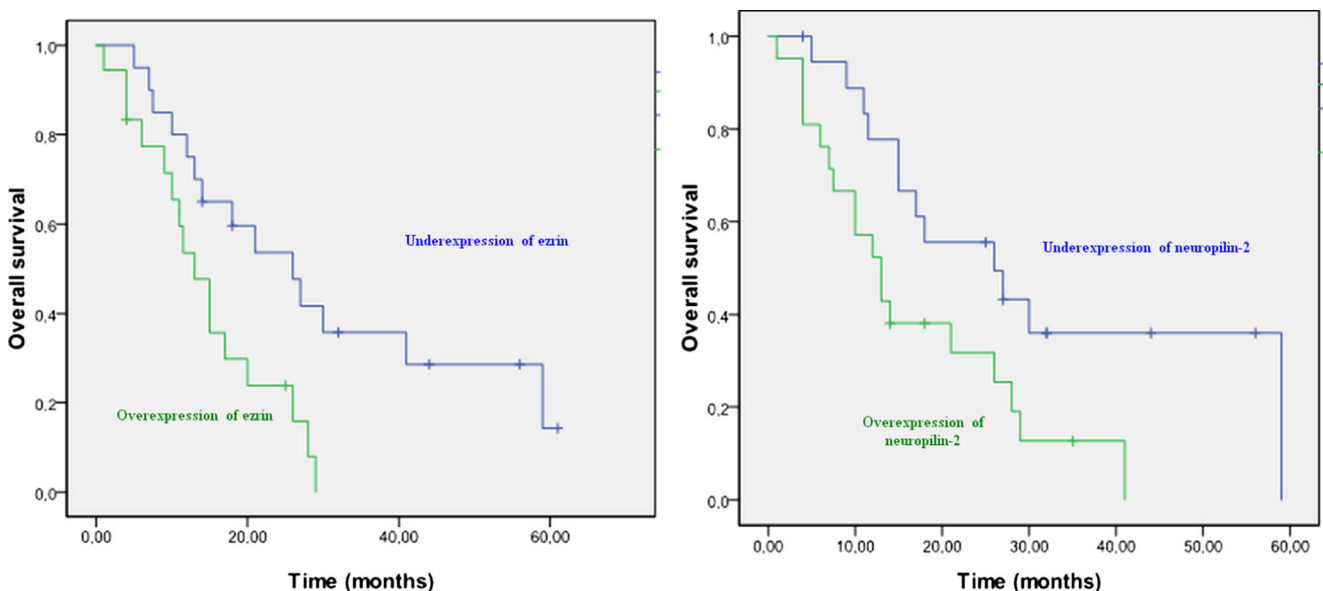 Overall survival
1,0
0,8
0,6
0,4
0,2
0,0
Underexpression of ezrin
Overexpression of ezrin
0,00 20,00 40,00 60,00
Time (months)
Overall survival
1,0
0,8
0,6
0,4
0,2
0,0
Underexpression of neuropilin-2
Overexpression of
neuropilin-2
0,00 10,00 20,00 30,00 40,00 50,00 60,00
Time (months)